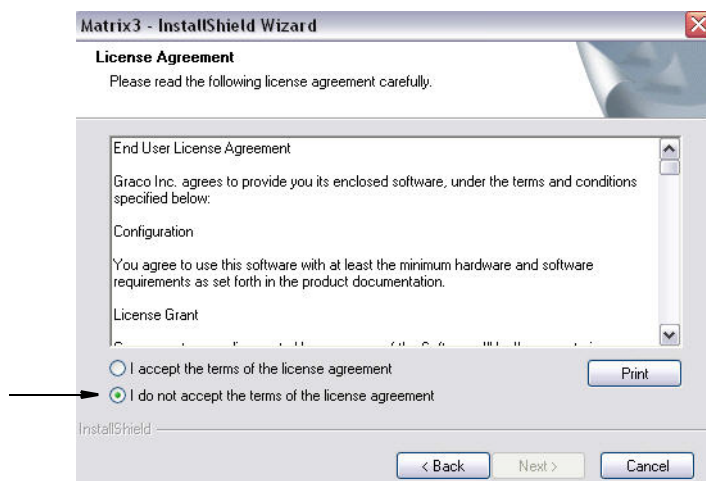 Matrix3 - InstallShield Wizard
License Agreement
Please read the following license agreement carefully.
End User License Agreement
Graco Inc. agrees to provide you its enclosed software, under the terms and conditions
specified below:
Configuration
You agree to use this software with at least the minimum hardware and software
requirements as set forth in the product documentation.
License Grant
I accept the terms of the license agreement
Print
I do not accept the terms of the license agreement
InstallShield
< Back
Next >
Cancel